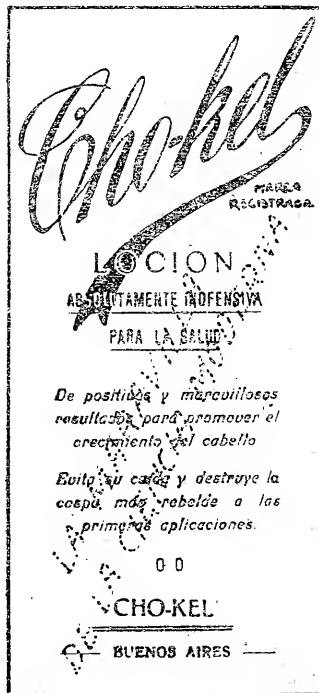 Cho-kel
MARCA
REGISTRADA
LOCION
ABSOLUTAMENTE INOFENSIVA
PARA LA SALUD
De positivos y maravillosos
resultados para promover el
crecimiento del cabello
Evita su caída y destruye la
caspa más rebelde a las
primeras aplicaciones.
0 0
CHO-KEL
BUENOS AIRES